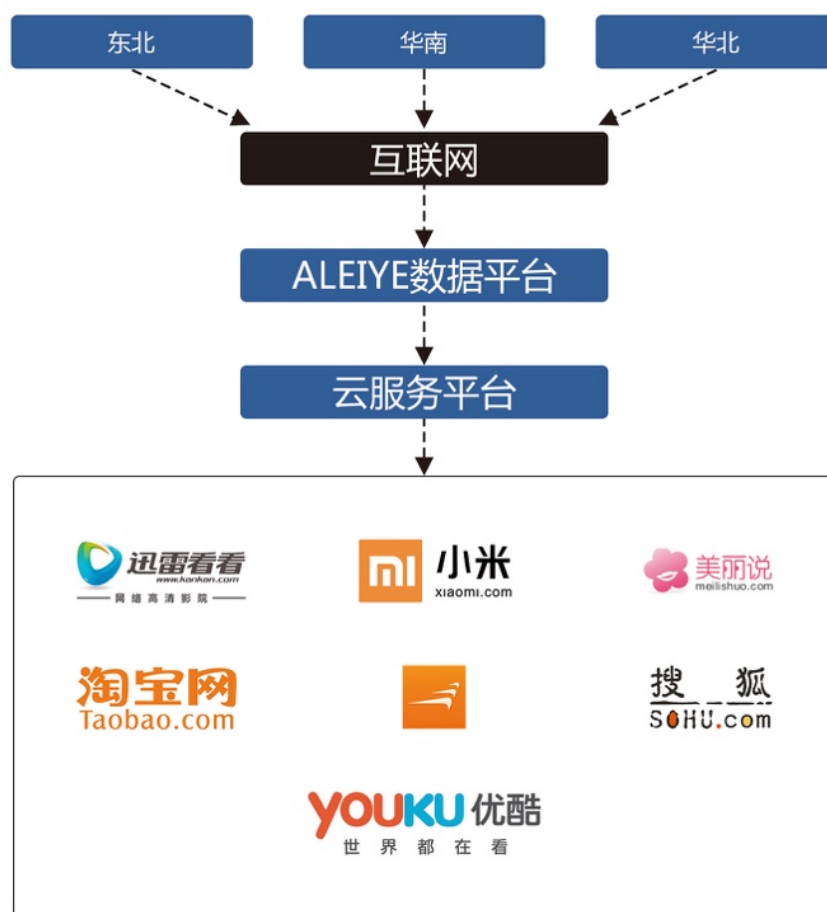 东北
华南
华北
互联网
ALEIYE数据平台
云服务平台
迅雷看看
www.kankan.com
网络高清影院
mi 小米
xiaomi.com
美丽说
meilishuo.com
淘宝网
Taobao.com
搜狐
SOHU.com
YOUKU优酷
世界都在看